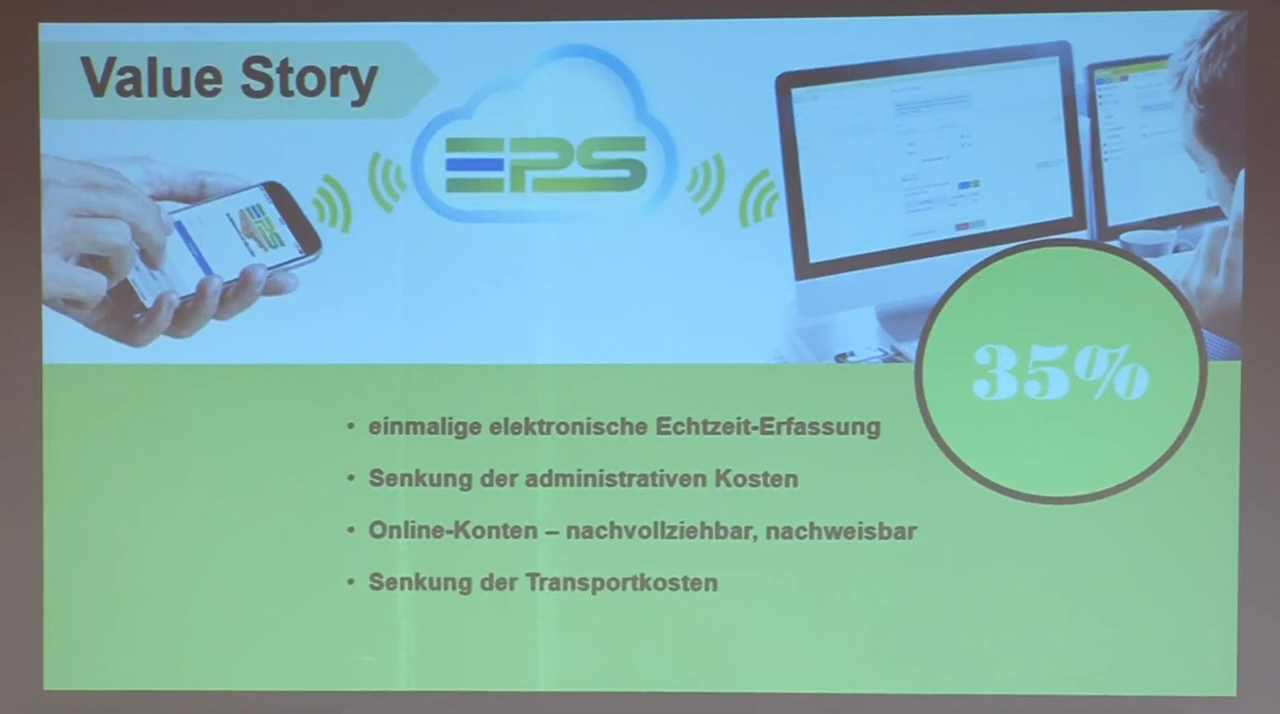 Value Story
EPS
EPS
35%
• einmalige elektronische Echtzeit-Erfassung
• Senkung der administrativen Kosten
• Online-Konten – nachvollziehbar, nachweisbar
• Senkung der Transportkosten